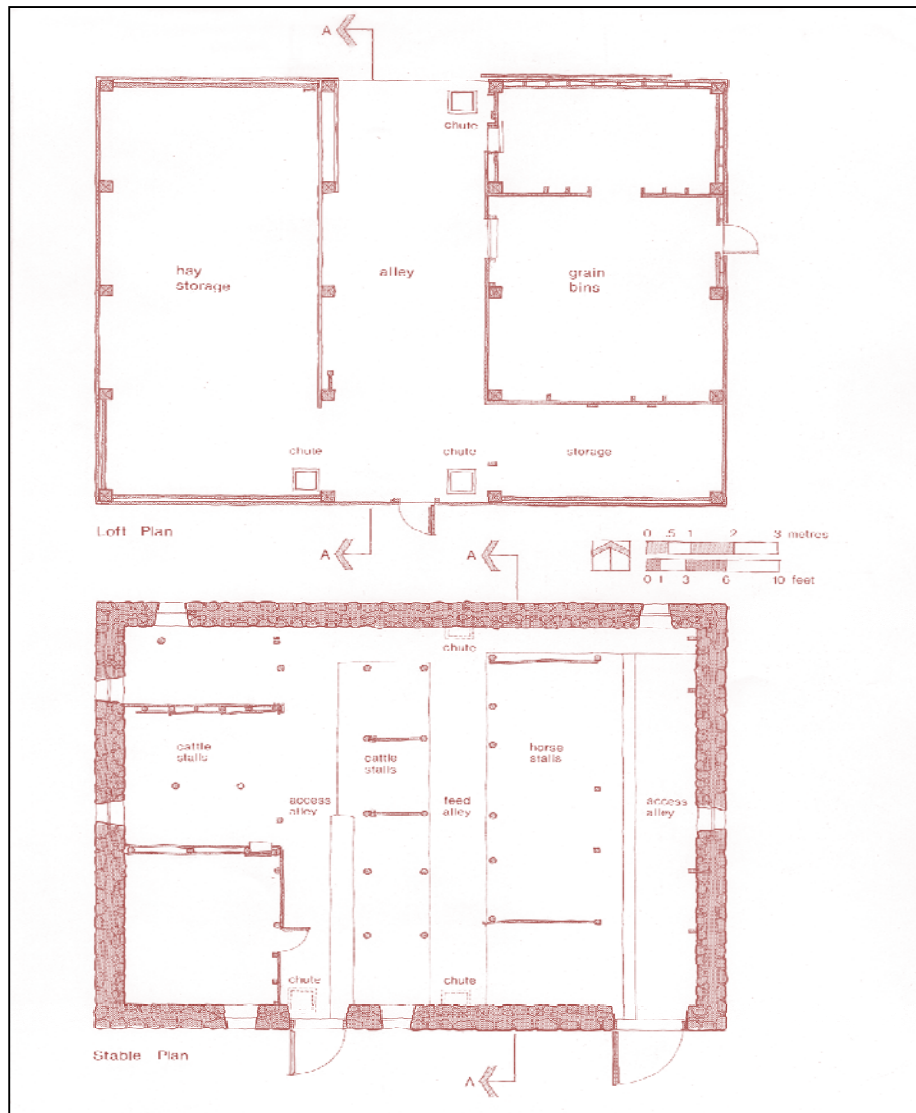 A
chute
hay
storage
alley
grain
bins
chute
chute
storage
Loft Plan
0 .5 1 2 3 metres
A
A
0 1 3 6 10 feet
chute
cattle
stalls
cattle
stalls
horse
stalls
access
alley
feed
alley
access
alley
chute
chute
Stable Plan
A